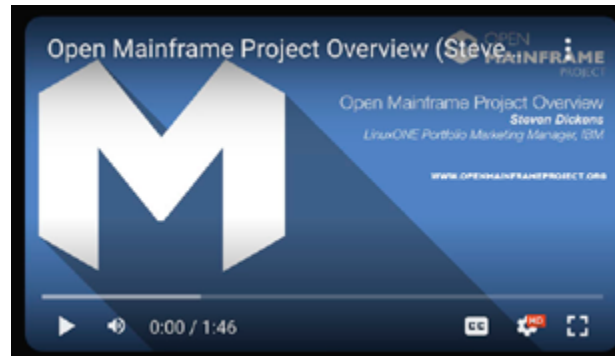 Open Mainframe Project Overview (Steve...
OPEN
MAINFRAME
PROJECT
Open Mainframe Project Overview
Steven Dickens
LinuxONE Portfolio Marketing Manager, IBM
WWW.OPENMAINFRAMEPROJECT.ORG
M
0:00 / 1:46
CC
HD